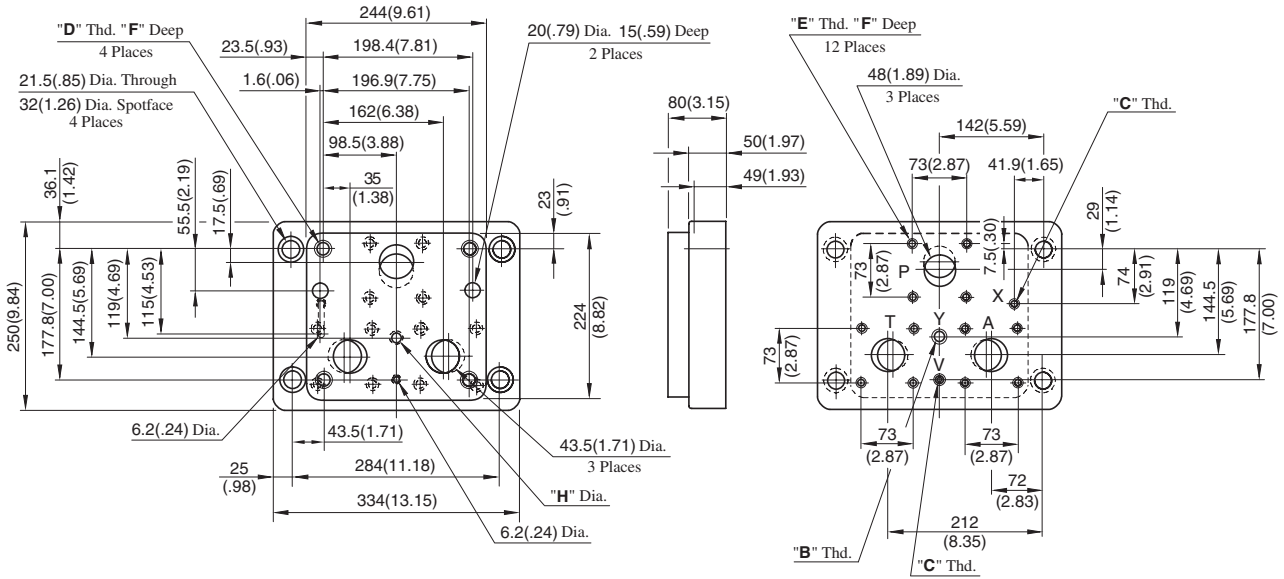 244(9.61)
"D" Thd. "F" Deep
4 Places
23.5(.93)
198.4(7.81)
20(.79) Dia. 15(.59) Deep
2 Places
21.5(.85) Dia. Through
32(1.26) Dia. Spotface
4 Places
1.6(.06)
196.9(7.75)
162(6.38)
98.5(3.88)
35
(1.38)
36.1
(1.42)
55.5(2.19)
17.5(.69)
23
(.91)
250(9.84)
177.8(7.00)
144.5(5.69)
119(4.69)
115(4.53)
224
(8.82)
6.2(.24) Dia.
43.5(1.71)
25
(.98)
284(11.18)
334(13.15)
43.5(1.71) Dia.
3 Places
"H" Dia.
6.2(.24) Dia.
80(3.15)
50(1.97)
49(1.93)
"E" Thd. "F" Deep
12 Places
48(1.89) Dia.
3 Places
"C" Thd.
142(5.59)
73(2.87)
41.9(1.65)
29
(1.14)
7.5(.30)
73
(2.87)
P
X
T
Y
A
V
74
(2.91)
119
(4.69)
144.5
(5.69)
177.8
(7.00)
73
(2.87)
73
(2.87)
73
(2.87)
72
(2.83)
212
(8.35)
"B" Thd.
"C" Thd.